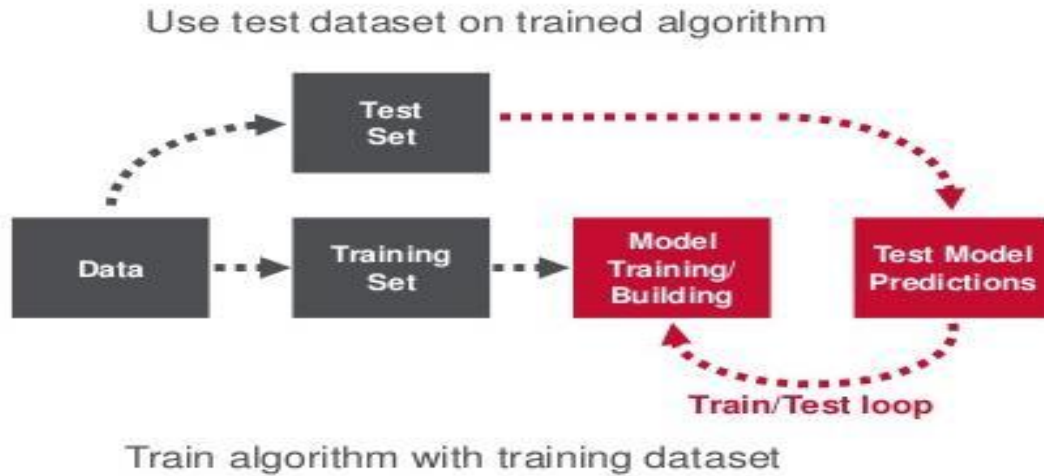 Use test dataset on trained algorithm
Test
Set
Data
Training
Set
Model
Training/
Building
Test Model
Predictions
Train/Test loop
Train algorithm with training dataset